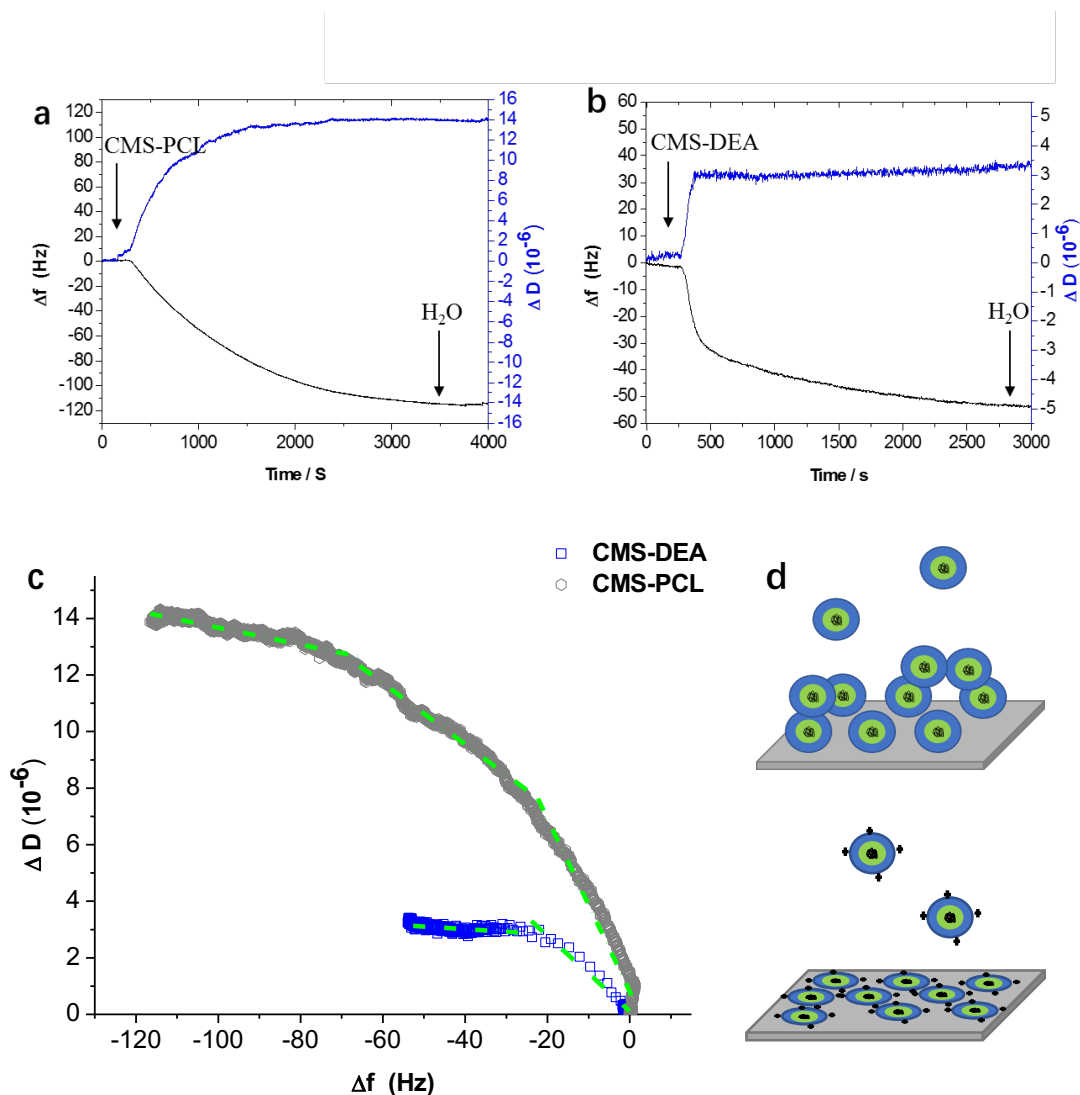 a
CMS-PCL
H₂O
120
100
80
60
40
20
0
-20
-40
-60
-80
-100
-120
Δf (Hz)
16
14
12
10
8
6
4
2
0
-2
-4
-6
-8
-10
-12
-14
-16
Δ D (10⁻⁶)
0 1000 2000 3000 4000
Time / S
b
CMS-DEA
H₂O
60
50
40
30
20
10
0
-10
-20
-30
-40
-50
-60
Δf (Hz)
5
4
3
2
1
0
-1
-2
-3
-4
-5
Δ D (10⁻⁶)
0 500 1000 1500 2000 2500 3000
Time / s
c
CMS-DEA
CMS-PCL
14
12
10
8
6
4
2
0
Δ D (10⁻⁶)
-120 -100 -80 -60 -40 -20 0
Δf (Hz)
d